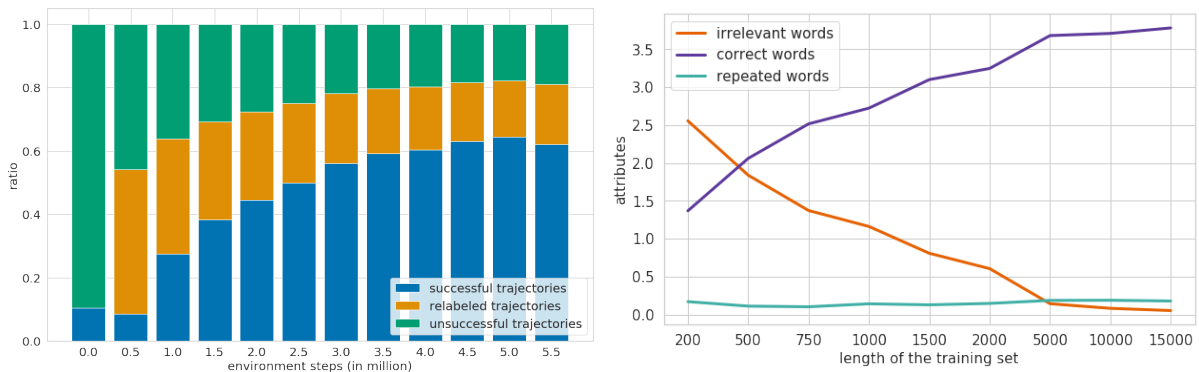 1.0
0.8
0.6
0.4
0.2
0.0
ratio
0.0 0.5 1.0 1.5 2.0 2.5 3.0 3.5 4.0 4.5 5.0 5.5
environment steps (in million)
successful trajectories
relabeled trajectories
unsuccessful trajectories
irrelevant words
correct words
repeated words
3.5
3.0
2.5
2.0
1.5
1.0
0.5
0.0
attributes
200 500 750 1000 1500 2000 5000 10000 15000
length of the training set